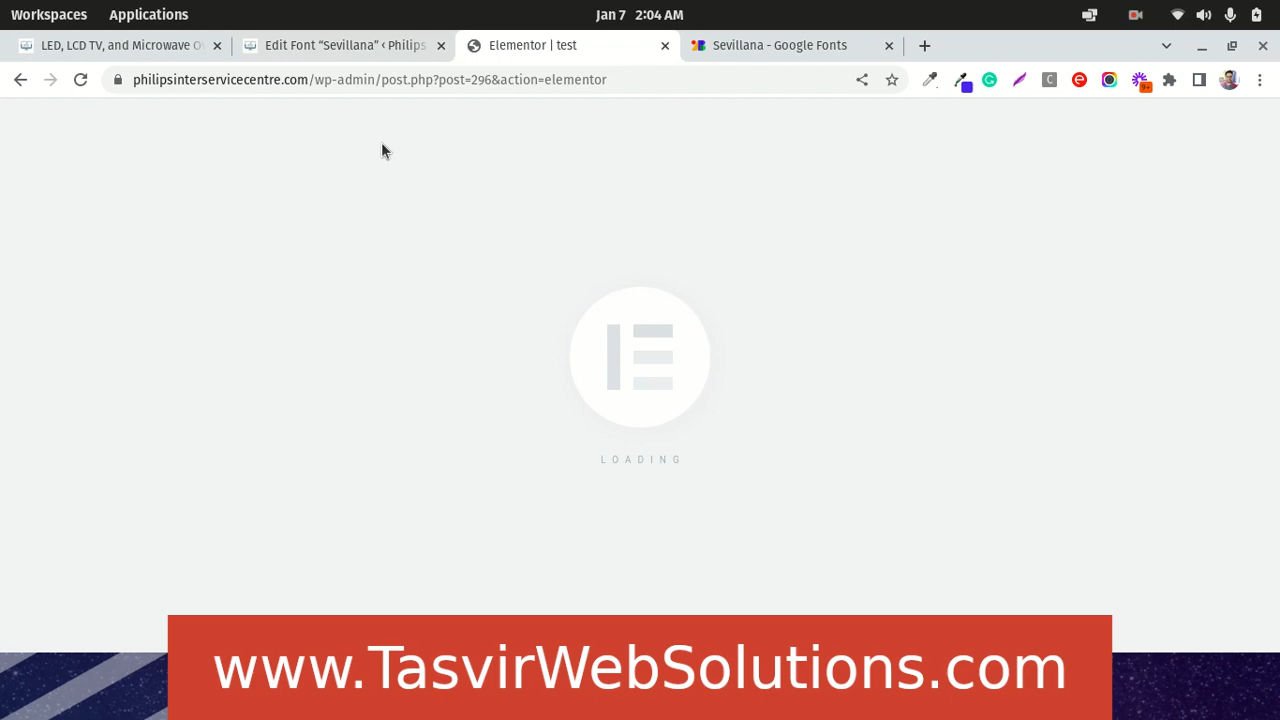 Workspaces Applications Jan 7 2:04 AM
LED, LCD TV, and Microwave O Edit Font “Sevillana” ‹ Philips Elementor | test Sevillana - Google Fonts
philipsinterservicecentre.com/wp-admin/post.php?post=296&action=elementor
9+
LOADING
www.TasvirWebSolutions.com